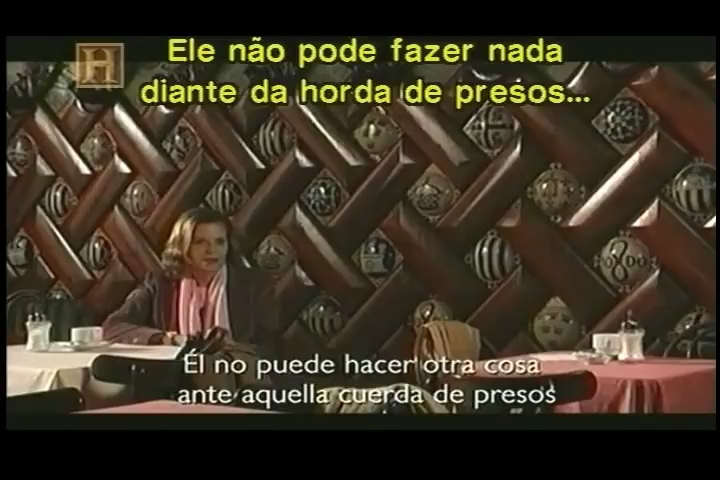 H
Ele não pode fazer nada
diante da horda de presos...
NO8DO
Él no puede hacer otra cosa
ante aquella cuerda de presos